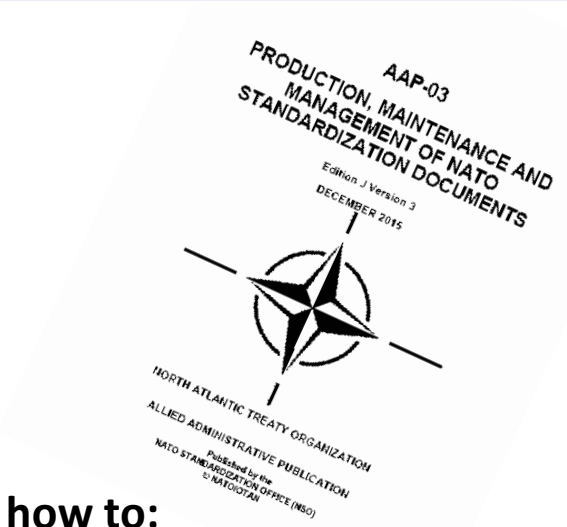 AAP-03
PRODUCTION, MAINTENANCE AND
MANAGEMENT OF NATO
STANDARDIZATION DOCUMENTS
Edition J Version 3
DECEMBER 2015
NORTH ATLANTIC TREATY ORGANIZATION
ALLIED ADMINISTRATIVE PUBLICATION
Published by the
NATO STANDARDIZATION OFFICE (NSO)
© NATO/OTAN
how to: